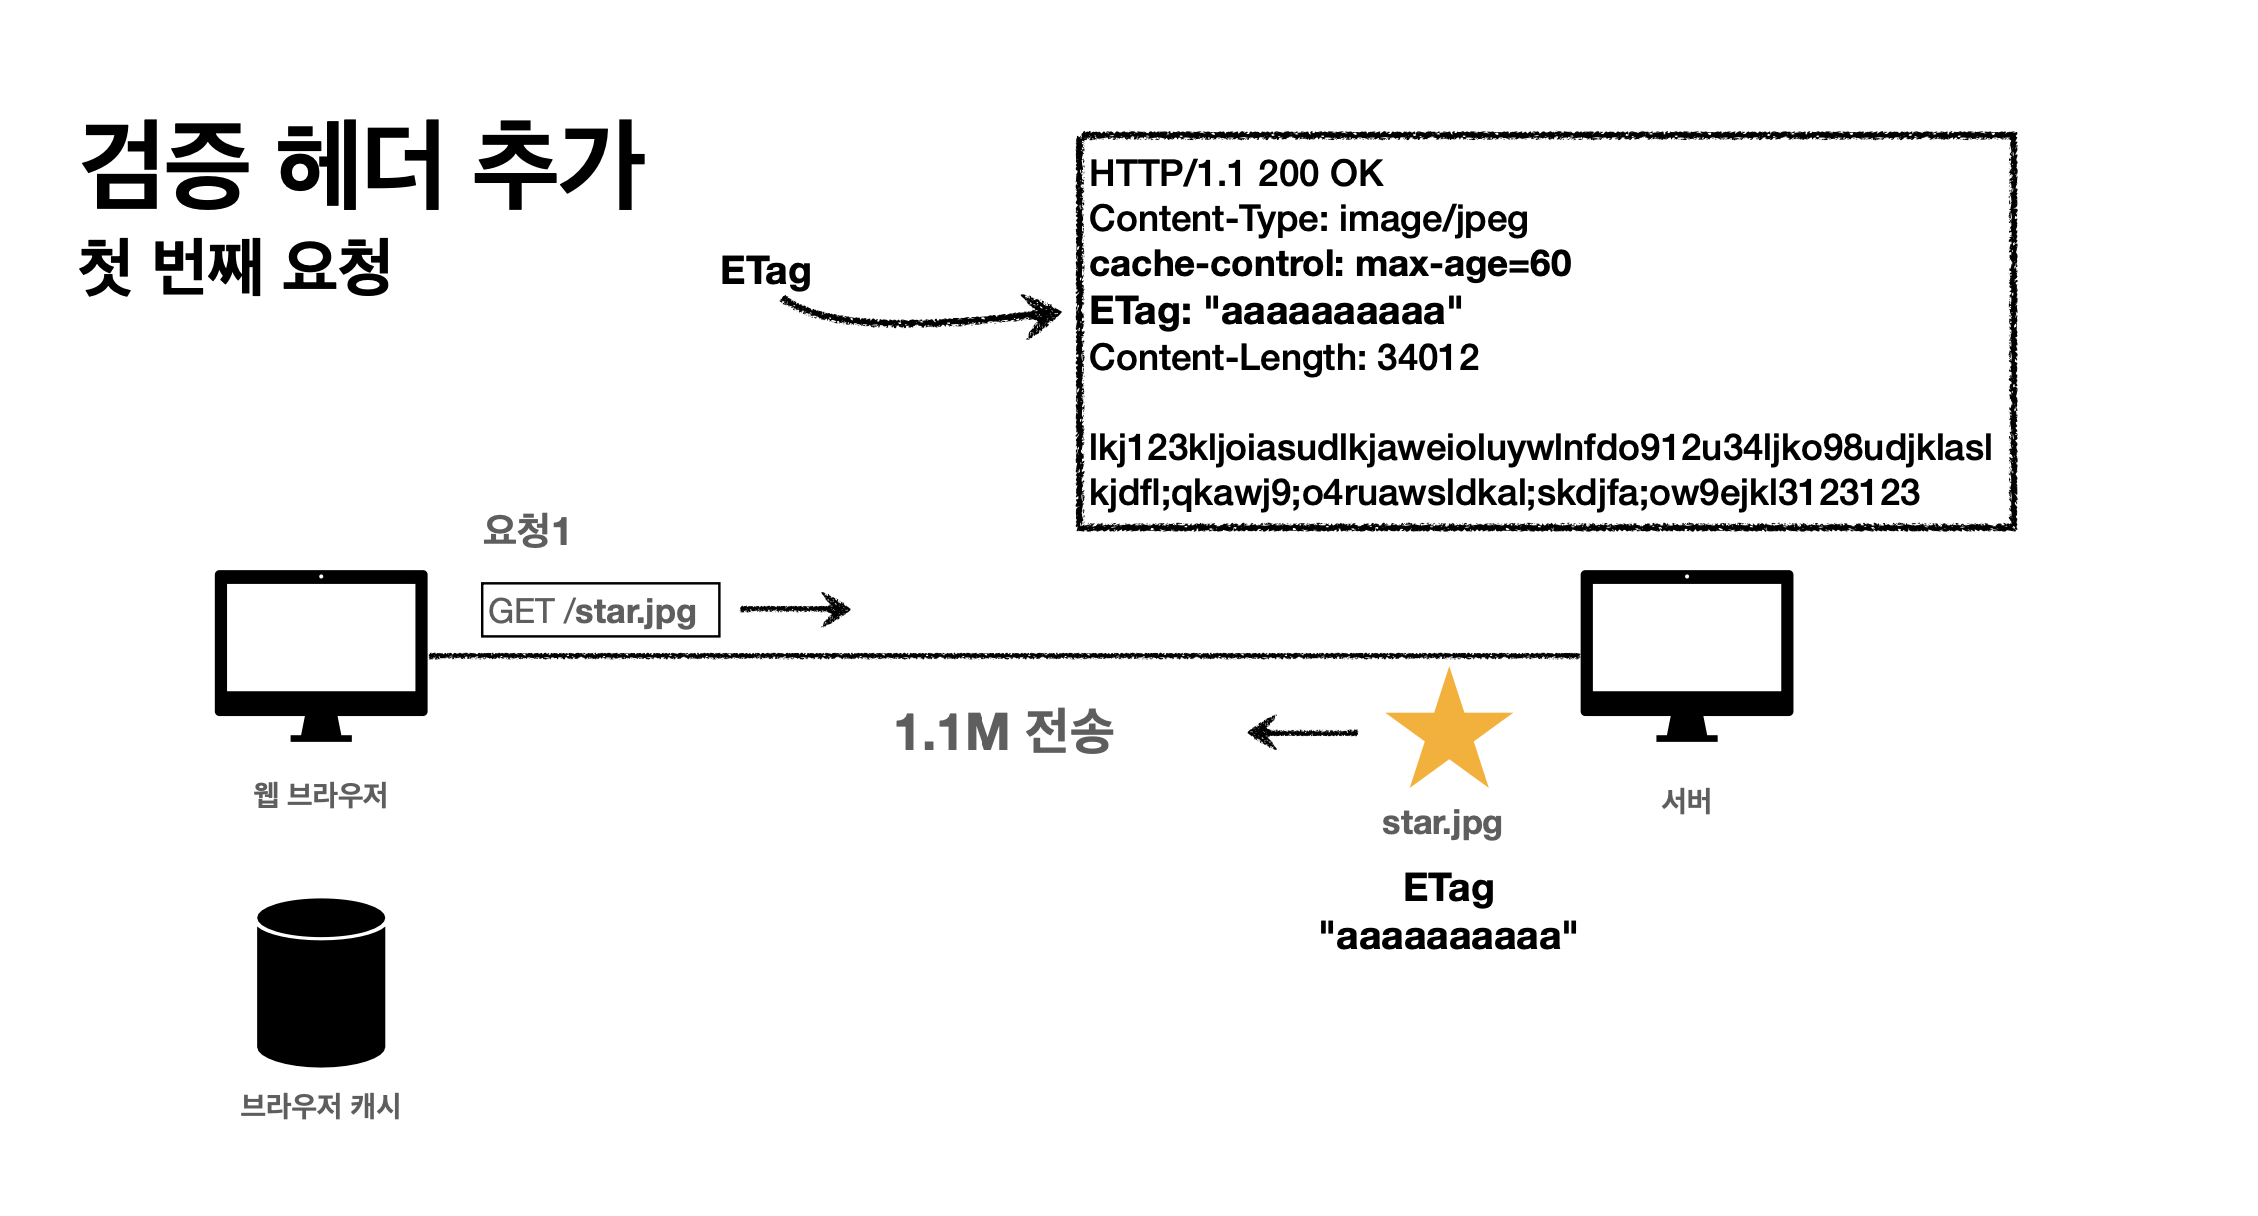 검증 헤더 추가
첫 번째 요청
ETag
HTTP/1.1 200 OK
Content-Type: image/jpeg
cache-control: max-age=60
ETag: "aaaaaaaaaa"
Content-Length: 34012
lkj123kljoiasudlkjaweioluywlnfdo912u34ljko98udjklasl
kjdfl;qkawj9;o4ruawsldkal;skdjfa;ow9ejkl3123123
요청1
GET /star.jpg
1.1M 전송
웹 브라우저
서버
star.jpg
ETag
"aaaaaaaaaa"
브라우저 캐시